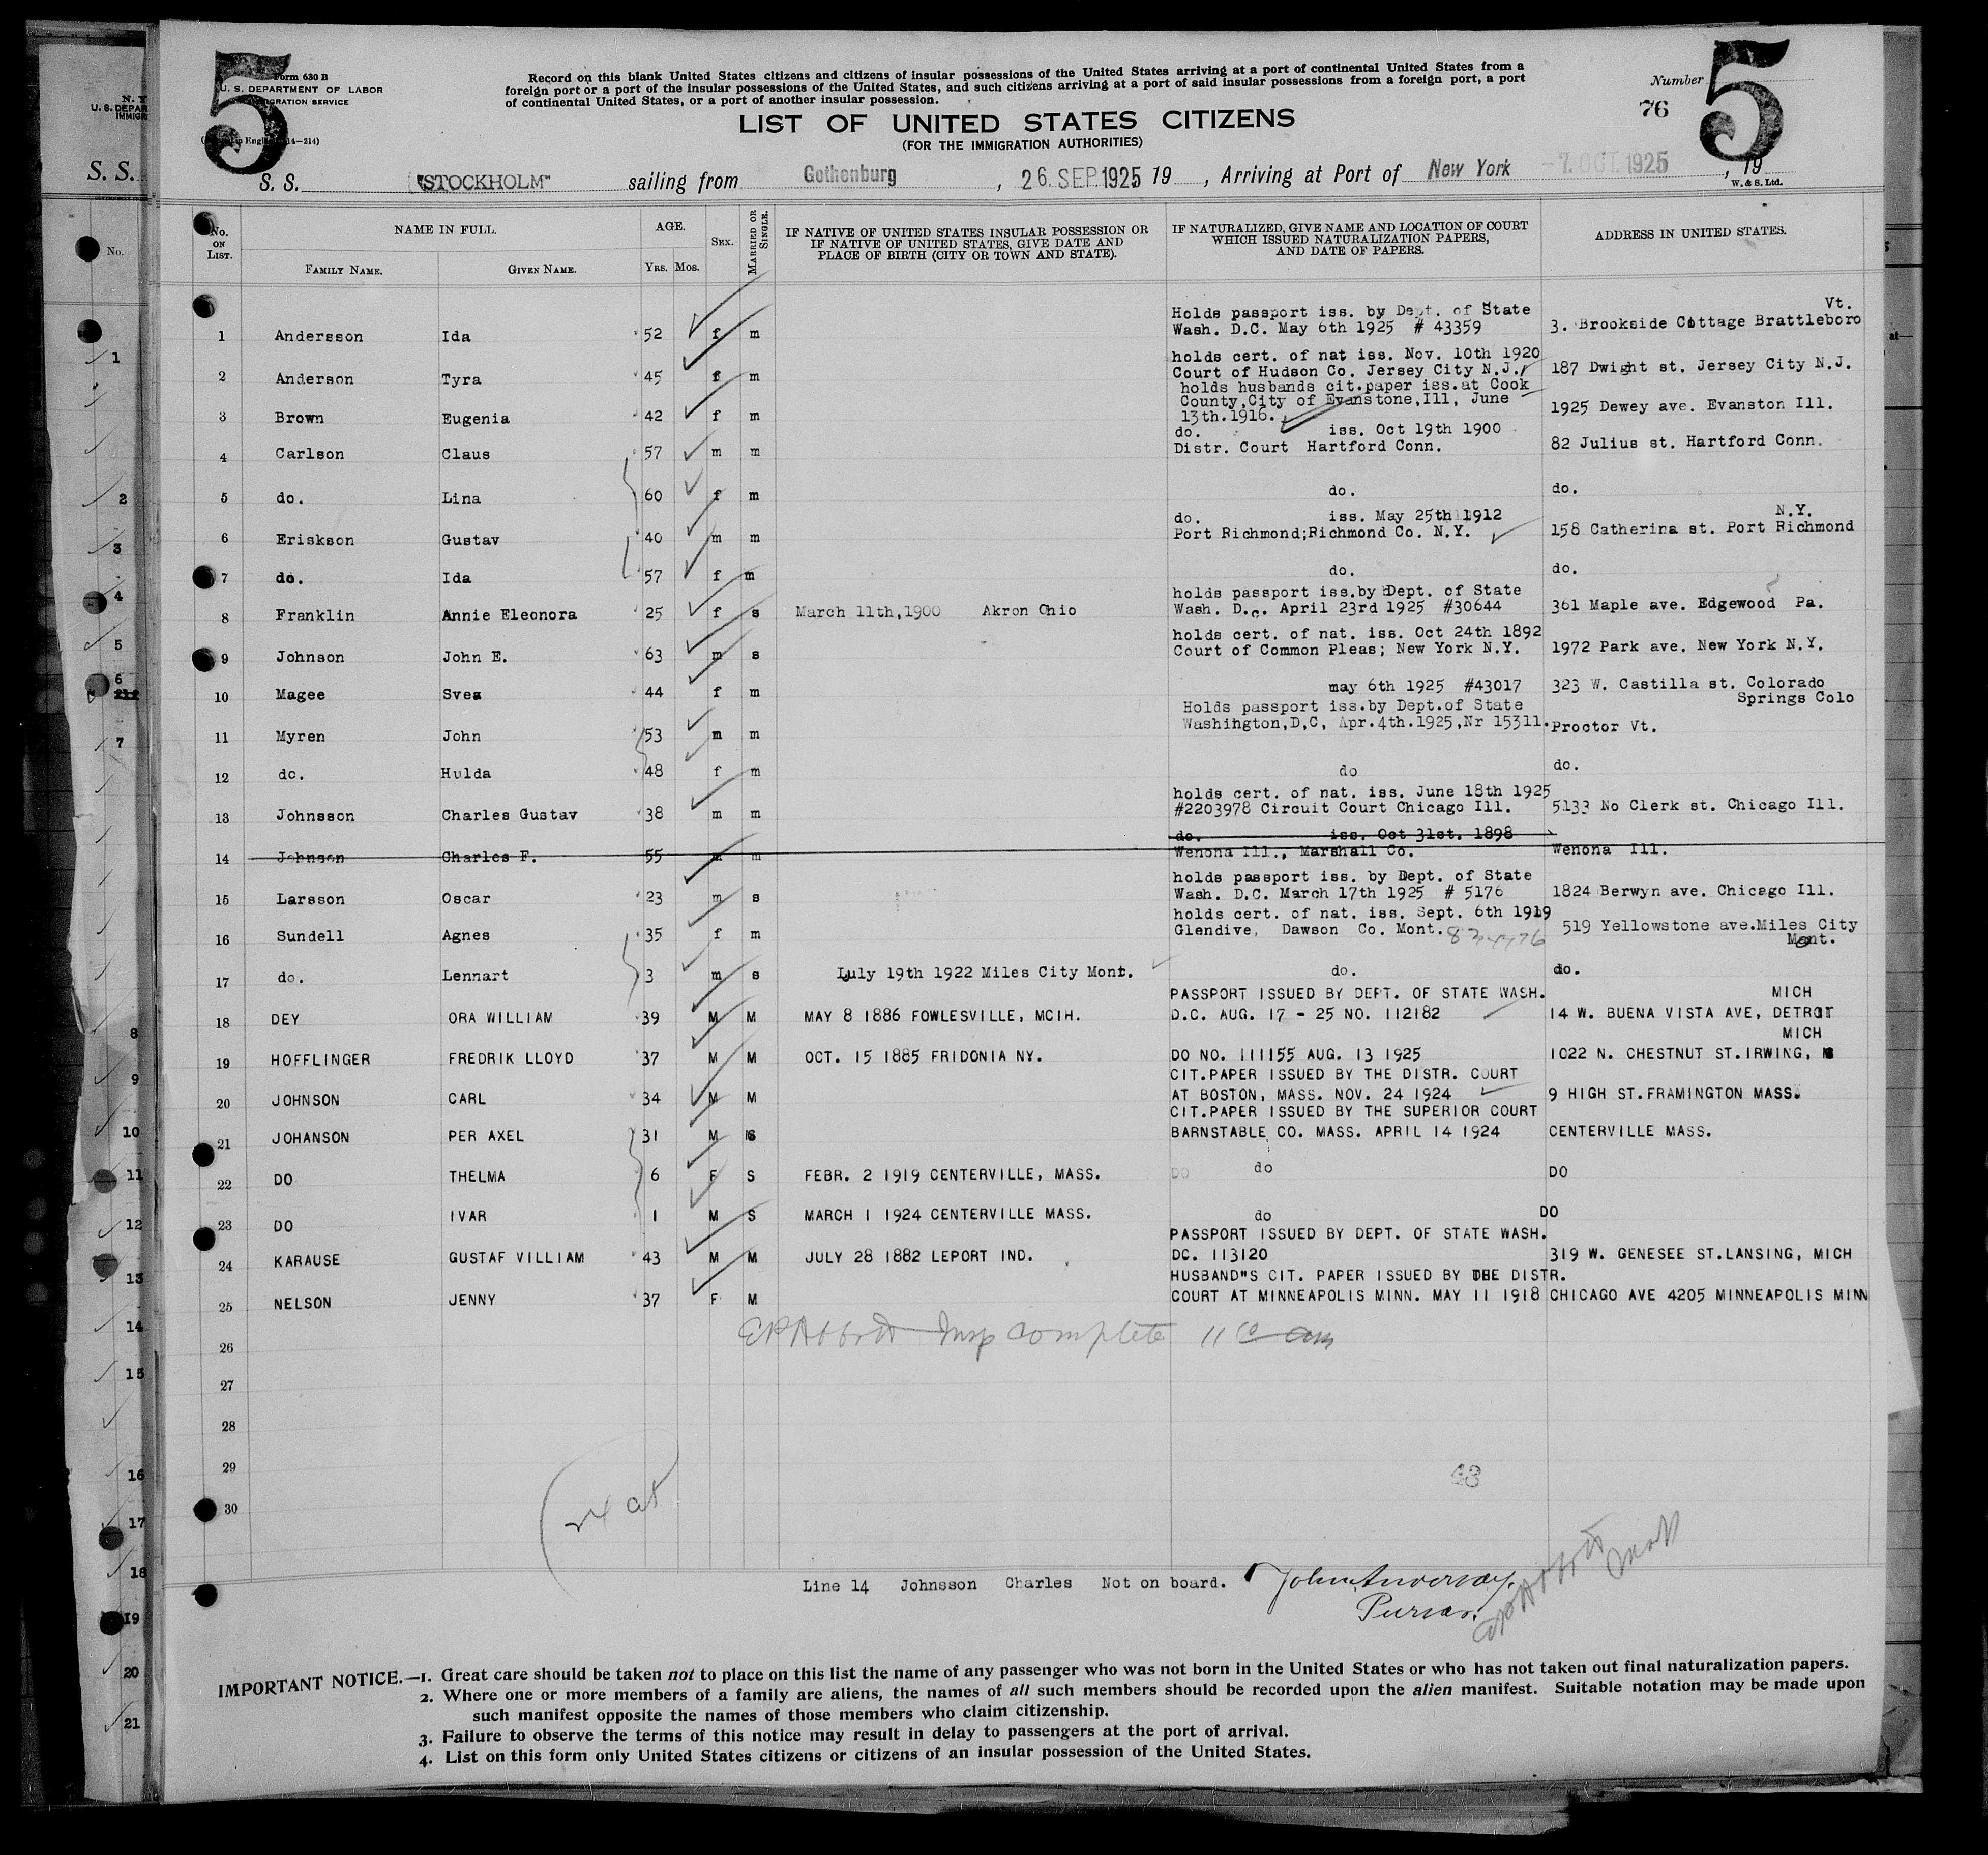 5
Form 630 B
U. S. DEPARTMENT OF LABOR
IMMIGRATION SERVICE
Record on this blank United States citizens and citizens of insular possessions of the United States arriving at a port of continental United States from a
foreign port or a port of the insular possessions of the United States, and such citizens arriving at a port of said insular possessions from a foreign port, a port
of continental United States, or a port of another insular possession.
Number
76
5
LIST OF UNITED STATES CITIZENS
(FOR THE IMMIGRATION AUTHORITIES)
S. S. "STOCKHOLM" sailing from Gothenburg, 26. SEP. 1925 19 , Arriving at Port of New York -7. OCT. 1925 , 19
W. & S. Ltd.
No. ON LIST. NAME IN FULL. AGE. SEX. MARRIED OR SINGLE. IF NATIVE OF UNITED STATES INSULAR POSSESSION OR IF NATIVE OF UNITED STATES, GIVE DATE AND PLACE OF BIRTH (CITY OR TOWN AND STATE). IF NATURALIZED, GIVE NAME AND LOCATION OF COURT WHICH ISSUED NATURALIZATION PAPERS, AND DATE OF PAPERS. ADDRESS IN UNITED STATES.
FAMILY NAME. GIVEN NAME. YRS. MOS.
Holds passport iss. by Dept. of State Vt.
1 Andersson Ida 52 f m Wash. D.C. May 6th 1925 # 43359 3. Brookside Cottage Brattleboro
holds cert. of nat iss. Nov. 10th 1920
2 Anderson Tyra 45 f m Court of Hudson Co. Jersey City N.J. 187 Dwight st. Jersey City N.J.
holds husbands cit.paper iss.at Cook
County,City of Evanstone,Ill, June
3 Brown Eugenia 42 f m 13th.1916. 1925 Dewey ave. Evanston Ill.
do. iss. Oct 19th 1900
4 Carlson Claus 57 m m Distr. Court Hartford Conn. 82 Julius st. Hartford Conn.
5 do. Lina 60 f m do. do.
do. iss. May 25th 1912 N.Y.
6 Eriskson Gustav 40 m m Port Richmond;Richmond Co. N.Y. 158 Catherina st. Port Richmond
7 do. Ida 57 f m do. do.
holds passport iss.by Dept. of State
8 Franklin Annie Eleonora 25 f s March 11th,1900 Akron Ohio Wash. D.C. April 23rd 1925 #30644 361 Maple ave. Edgewood Pa.
holds cert. of nat. iss. Oct 24th 1892
9 Johnson John E. 63 m s Court of Common Pleas; New York N.Y. 1972 Park ave. New York N.Y.
10 Magee Svea 44 f m may 6th 1925 #43017 323 W. Castilla st. Colorado
Springs Colo
Holds passport iss.by Dept.of State
11 Myren John 53 m m Washington,D,C, Apr.4th.1925,Nr 15311. Proctor Vt.
12 do. Hulda 48 f m do do.
holds cert. of nat. iss. June 18th 1925
13 Johnsson Charles Gustav 38 m m #2203978 Circuit Court Chicago Ill. 5133 No Clerk st. Chicago Ill.
do. iss. Oct 31st. 1898
14 Johnson Charles F. 55 m m Wenona Ill., Marshall Co. Wenona Ill.
holds passport iss. by Dept. of State
15 Larsson Oscar 23 m s Wash. D.C. March 17th 1925 # 5176 1824 Berwyn ave. Chicago Ill.
holds cert. of nat. iss. Sept. 6th 1919
16 Sundell Agnes 35 f m Glendive, Dawson Co. Mont. 519 Yellowstone ave.Miles City
Mont.
17 do. Lennart 3 m s July 19th 1922 Miles City Mont. do. do.
PASSPORT ISSUED BY DEPT. OF STATE WASH. MICH
18 DEY ORA WILLIAM 39 M M MAY 8 1886 FOWLESVILLE, MCIH. D.C. AUG. 17 - 25 NO. 112182 14 W. BUENA VISTA AVE, DETROIT
MICH
19 HOFFLINGER FREDRIK LLOYD 37 M M OCT. 15 1885 FRIDONIA NY. DO NO. 111155 AUG. 13 1925 1022 N. CHESTNUT ST.IRWING,
CIT.PAPER ISSUED BY THE DISTR. COURT
20 JOHNSON CARL 34 M M AT BOSTON, MASS. NOV. 24 1924 9 HIGH ST.FRAMINGTON MASS.
CIT.PAPER ISSUED BY THE SUPERIOR COURT
21 JOHANSON PER AXEL 31 M BARNSTABLE CO. MASS. APRIL 14 1924 CENTERVILLE MASS.
22 DO THELMA 6 F S FEBR. 2 1919 CENTERVILLE, MASS. DO do DO
23 DO IVAR 1 M S MARCH 1 1924 CENTERVILLE MASS. do DO
PASSPORT ISSUED BY DEPT. OF STATE WASH.
24 KARAUSE GUSTAF VILLIAM 43 M M JULY 28 1882 LEPORT IND. DC. 113120 319 W. GENESEE ST.LANSING, MICH
HUSBAND"S CIT. PAPER ISSUED BY THE DISTR.
25 NELSON JENNY 37 F M COURT AT MINNEAPOLIS MINN. MAY 11 1918 CHICAGO AVE 4205 MINNEAPOLIS MINN
Insp complete 11
26
27
28
29
30
Line 14 Johnsson Charles Not on board.
Purser.
IMPORTANT NOTICE.—1. Great care should be taken not to place on this list the name of any passenger who was not born in the United States or who has not taken out final naturalization papers.
2. Where one or more members of a family are aliens, the names of all such members should be recorded upon the alien manifest. Suitable notation may be made upon
such manifest opposite the names of those members who claim citizenship.
3. Failure to observe the terms of this notice may result in delay to passengers at the port of arrival.
4. List on this form only United States citizens or citizens of an insular possession of the United States.